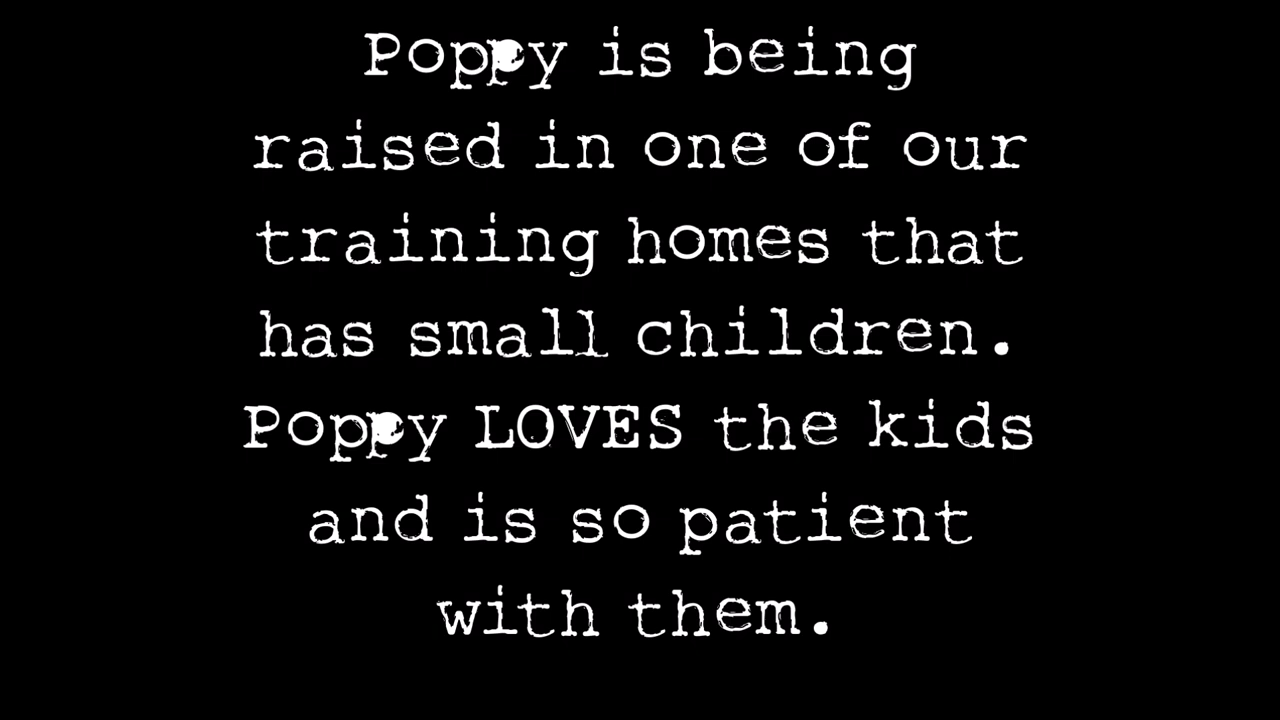 Poppy is being
raised in one of our
training homes that
has small children.
Poppy LOVES the kids
and is so patient
with them.